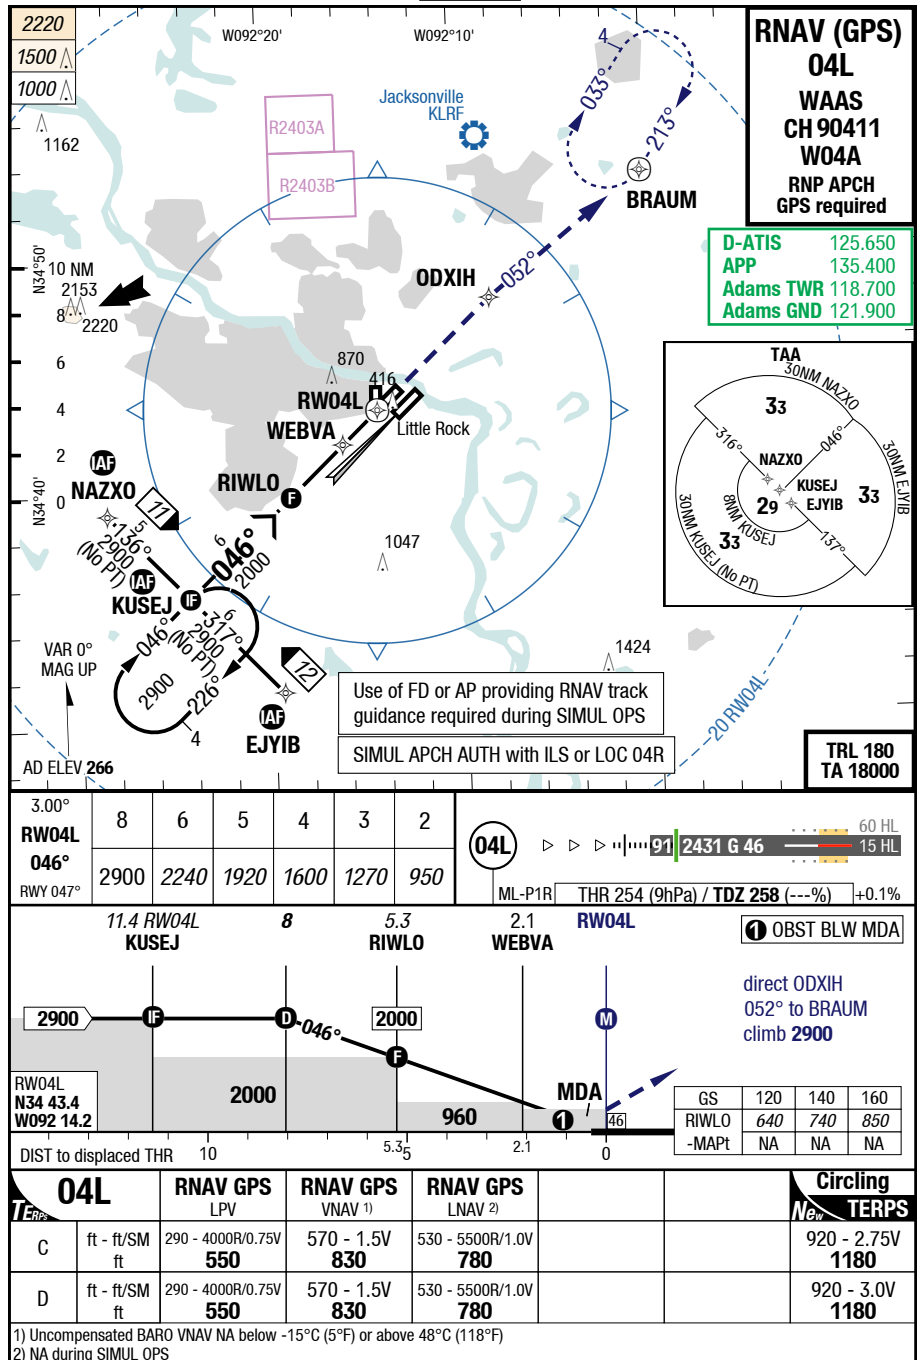 2220
1500
1000
W092°20'
W092°10'
RNAV (GPS)
04L
WAAS
CH 90411
W04A
RNP APCH
GPS required
4
033°
213°
Jacksonville
KLRF
1162
R2403A
R2403B
BRAUM
D-ATIS 125.650
APP 135.400
Adams TWR 118.700
Adams GND 121.900
N34°50'
10 NM
2153
8
2220
ODXIH
052°
6
870
416
4
RW04L
Little Rock
WEBVA
2
IAF
NAZXO
RIWLO
F
N34°40'
0
11
TAA
30NM NAZXO
33
316°
046°
NAZXO
KUSEJ
EJYIB
29
8NM KUSEJ
30NM EJYIB
33
33
137°
30NM KUSEJ (No PT)
5
136°
2900
(No PT)
6
046°
2000
1047
IAF
KUSEJ
IF
6
317°
2900
(No PT)
046°
2900
226°
4
12
IAF
EJYIB
1424
20 RW04L
VAR 0°
MAG UP
AD ELEV 266
Use of FD or AP providing RNAV track
guidance required during SIMUL OPS
SIMUL APCH AUTH with ILS or LOC 04R
TRL 180
TA 18000
3.00°
RW04L
046°
RWY 047°
8 6 5 4 3 2
2900 2240 1920 1600 1270 950
04L
91 2431 G 46
60 HL
15 HL
ML-P1R
THR 254 (9hPa) / TDZ 258 (---%)
+0.1%
11.4 RW04L 8 5.3 2.1 RW04L
KUSEJ RIWLO WEBVA
1 OBST BLW MDA
2900
IF
D
046°
2000
F
M
direct ODXIH
052° to BRAUM
climb 2900
RW04L
N34 43.4
W092 14.2
2000
960
MDA
1
46
GS 120 140 160
RIWLO 640 740 850
-MAPt NA NA NA
DIST to displaced THR 10 5.3 5 2.1 0
TERPS
04L
RNAV GPS
LPV
RNAV GPS
VNAV 1)
RNAV GPS
LNAV 2)
Circling
New TERPS
C ft - ft/SM 290 - 4000R/0.75V 570 - 1.5V 530 - 5500R/1.0V 920 - 2.75V
ft 550 830 780 1180
D ft - ft/SM 290 - 4000R/0.75V 570 - 1.5V 530 - 5500R/1.0V 920 - 3.0V
ft 550 830 780 1180
1) Uncompensated BARO VNAV NA below -15°C (5°F) or above 48°C (118°F)
2) NA during SIMUL OPS